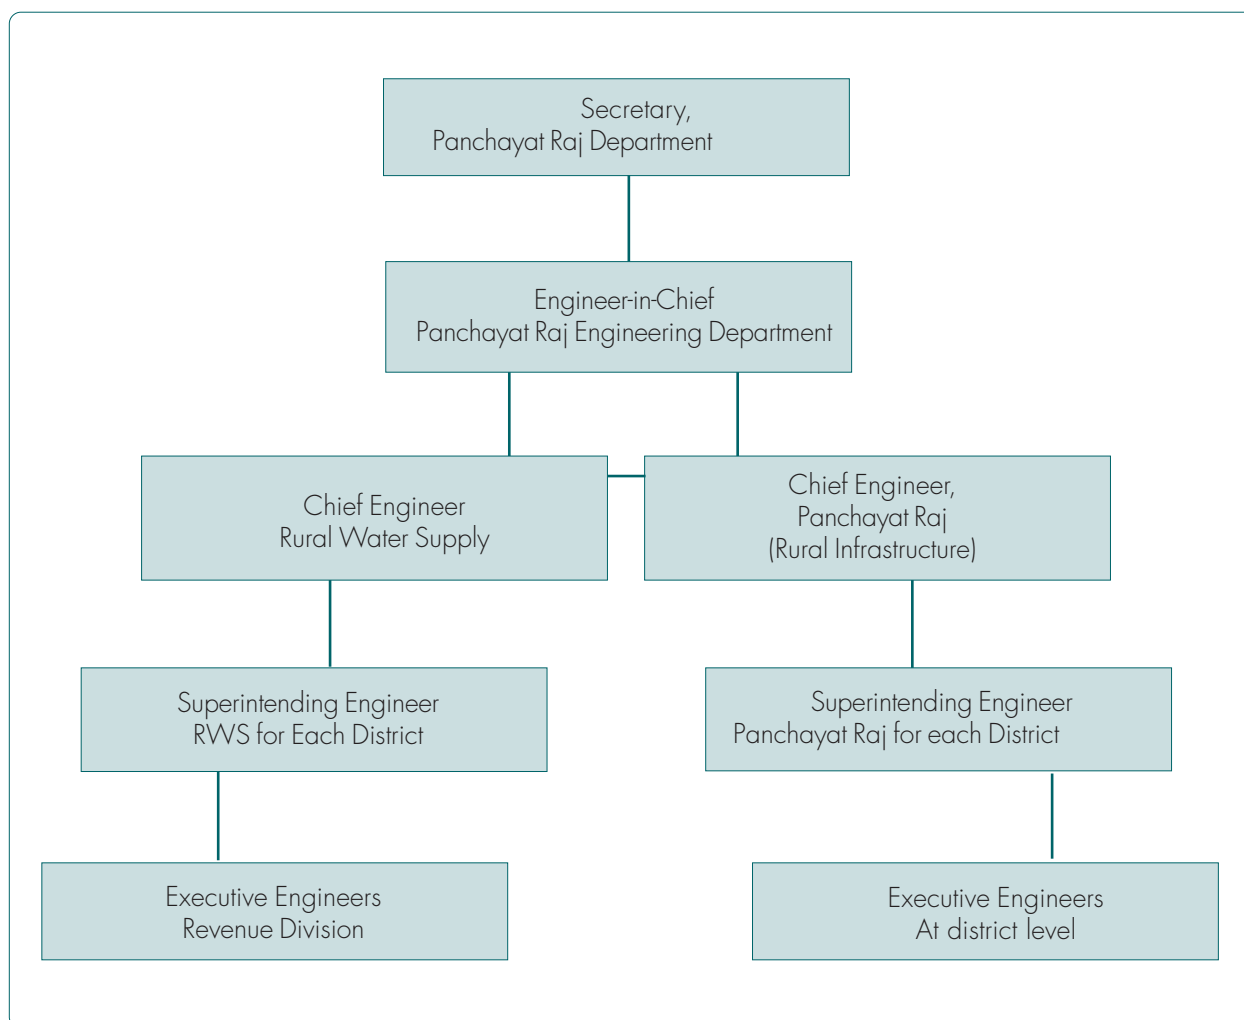 Secretary,
Panchayat Raj Department
Engineer-in-Chief
Panchayat Raj Engineering Department
Chief Engineer
Rural Water Supply
Chief Engineer,
Panchayat Raj
(Rural Infrastructure)
Superintending Engineer
RWS for Each District
Superintending Engineer
Panchayat Raj for each District
Executive Engineers
Revenue Division
Executive Engineers
At district level